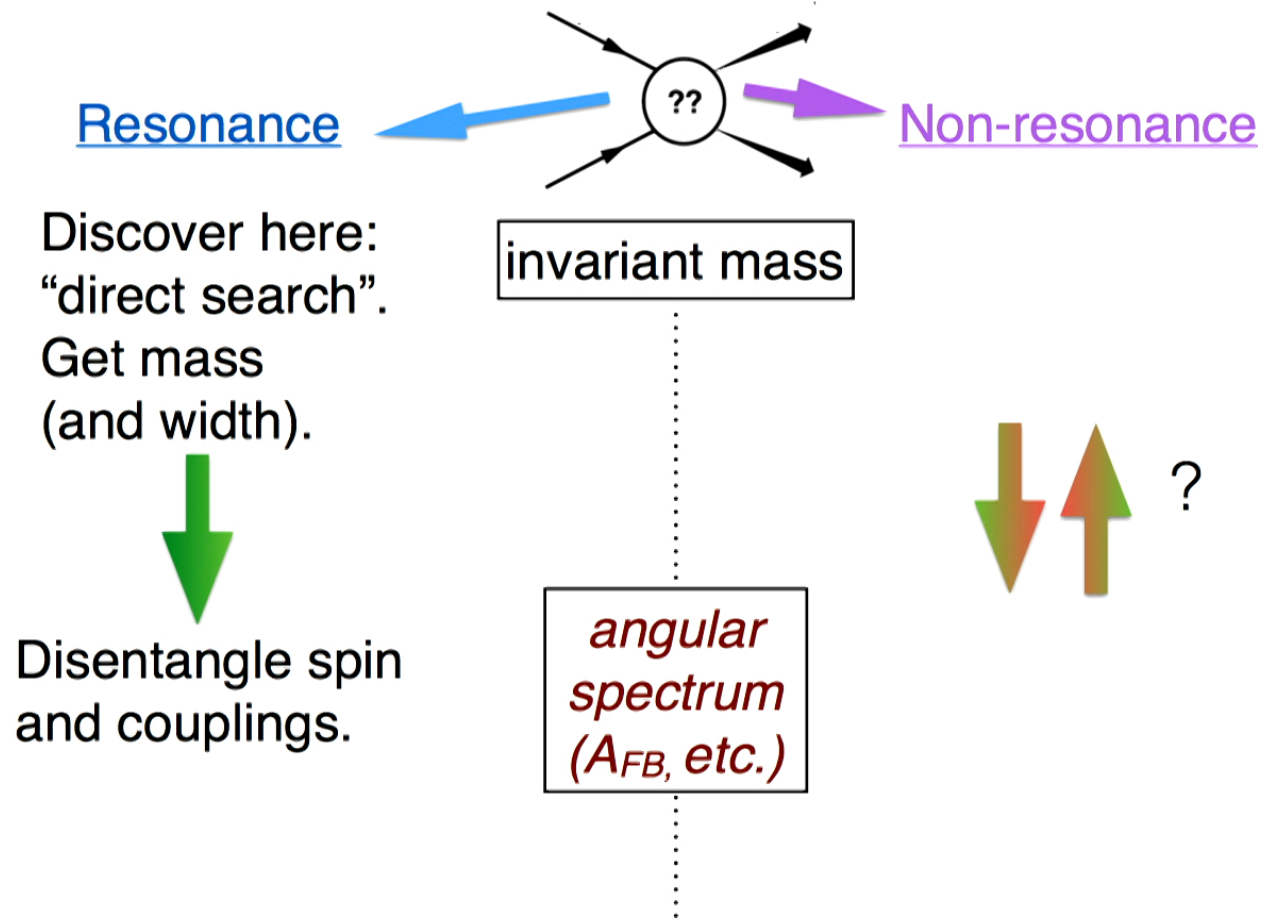 ??
Resonance
Non-resonance
Discover here:
“direct search”.
Get mass
(and width).
invariant mass
?
Disentangle spin
and couplings.
angular
spectrum
(AFB, etc.)